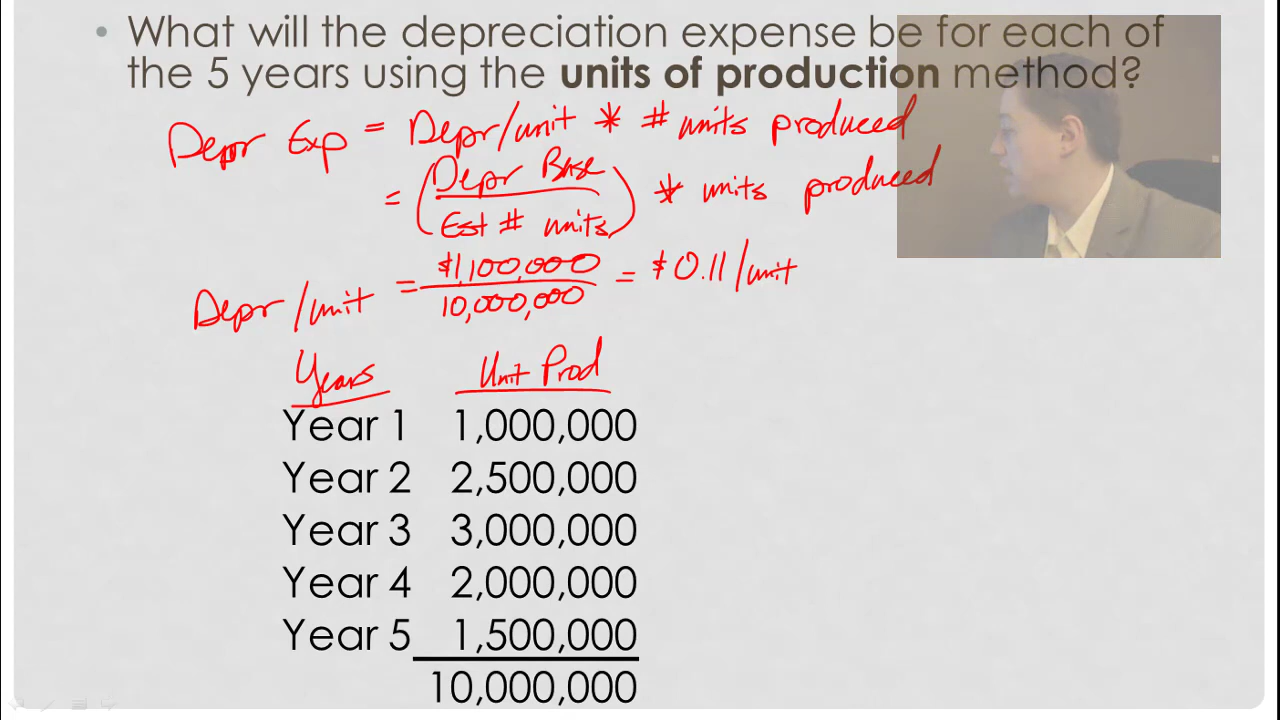 • What will the depreciation expense be for each of
the 5 years using the units of production method?
Depr Exp = Depr/unit * # units produced
= (Depr Base / Est # units) * units produced
Depr/unit = $1,100,000 / 10,000,000 = $0.11/unit
Years Unit Prod
Year 1 1,000,000
Year 2 2,500,000
Year 3 3,000,000
Year 4 2,000,000
Year 5 1,500,000
10,000,000